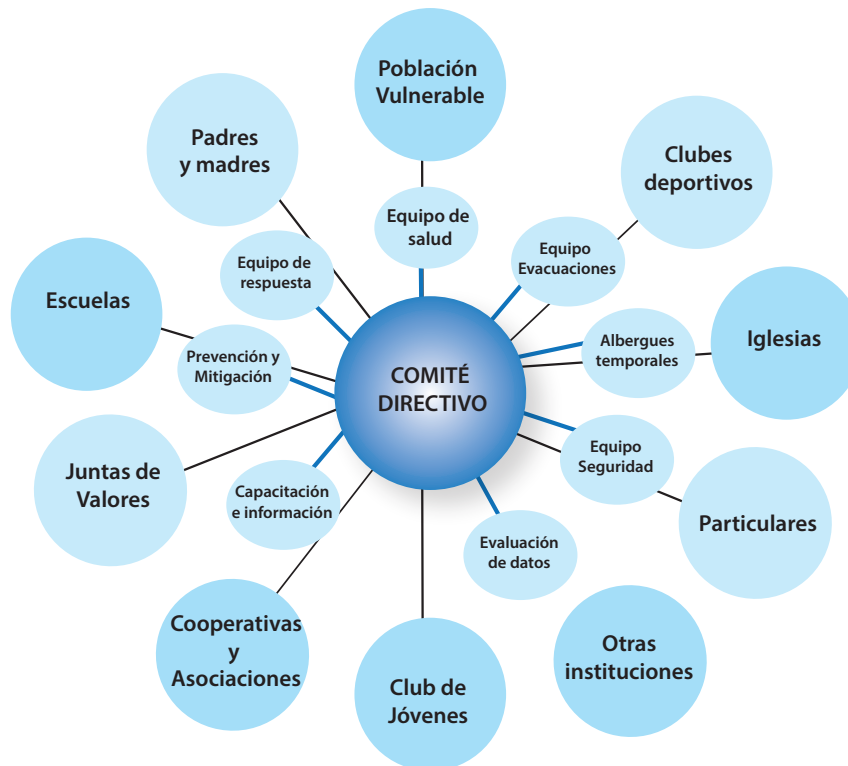 Población
Vulnerable
Padres
y madres
Clubes
deportivos
Equipo de
salud
Equipo
Evacuaciones
Equipo de
respuesta
Escuelas
Iglesias
Albergues
temporales
Prevención y
Mitigación
COMITÉ
DIRECTIVO
Equipo
Seguridad
Juntas de
Valores
Capacitación
e información
Particulares
Evaluación
de datos
Cooperativas
y
Asociaciones
Otras
instituciones
Club de
Jóvenes